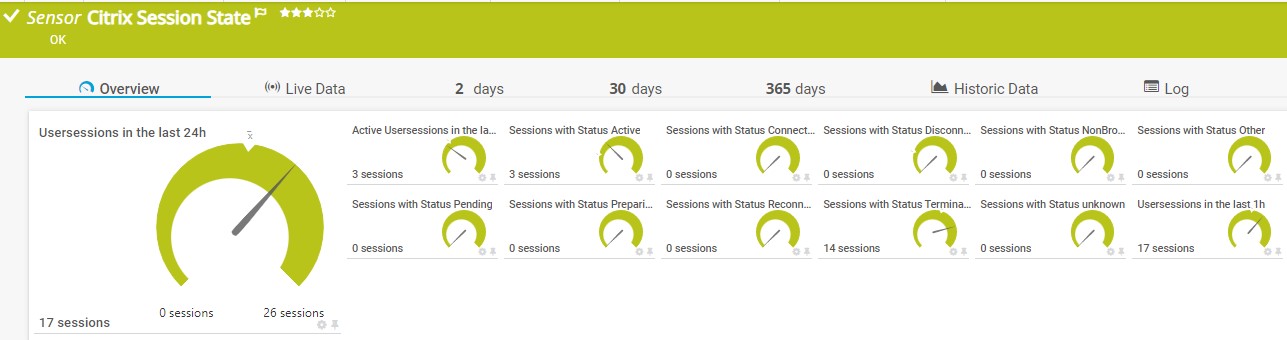 Sensor Citrix Session State
OK
Overview
Live Data
2 days
30 days
365 days
Historic Data
Log
Usersessions in the last 24h
x̄
0 sessions
26 sessions
17 sessions
Active Usersessions in the la...
3 sessions
Sessions with Status Active
3 sessions
Sessions with Status Connect...
0 sessions
Sessions with Status Disconn...
0 sessions
Sessions with Status NonBro...
0 sessions
Sessions with Status Other
0 sessions
Sessions with Status Pending
0 sessions
Sessions with Status Prepari...
0 sessions
Sessions with Status Reconn...
0 sessions
Sessions with Status Termina...
14 sessions
Sessions with Status unknown
0 sessions
Usersessions in the last 1h
17 sessions